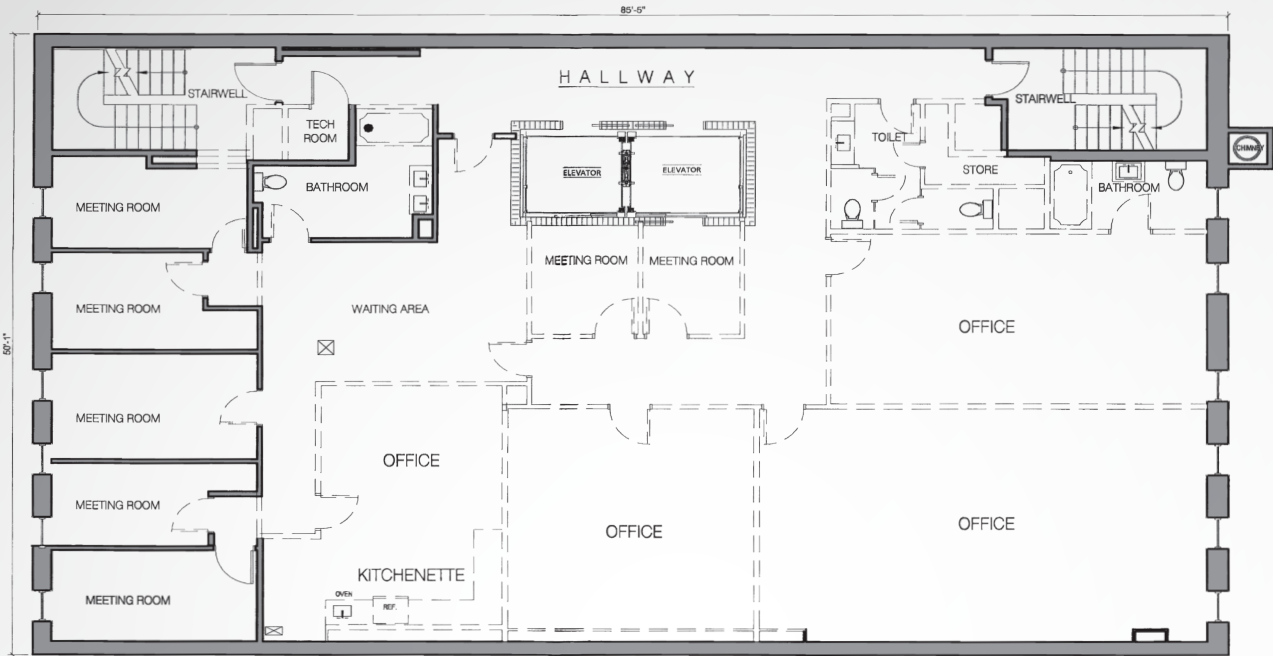 85'-5"
HALLWAY
STAIRWELL
STAIRWELL
TECH
ROOM
TOILET
CHIMNEY
ELEVATOR
ELEVATOR
STORE
BATHROOM
BATHROOM
MEETING ROOM
MEETING ROOM
MEETING ROOM
MEETING ROOM
WAITING AREA
OFFICE
50'-1"
MEETING ROOM
OFFICE
MEETING ROOM
OFFICE
OFFICE
KITCHENETTE
OVEN
REF.
MEETING ROOM